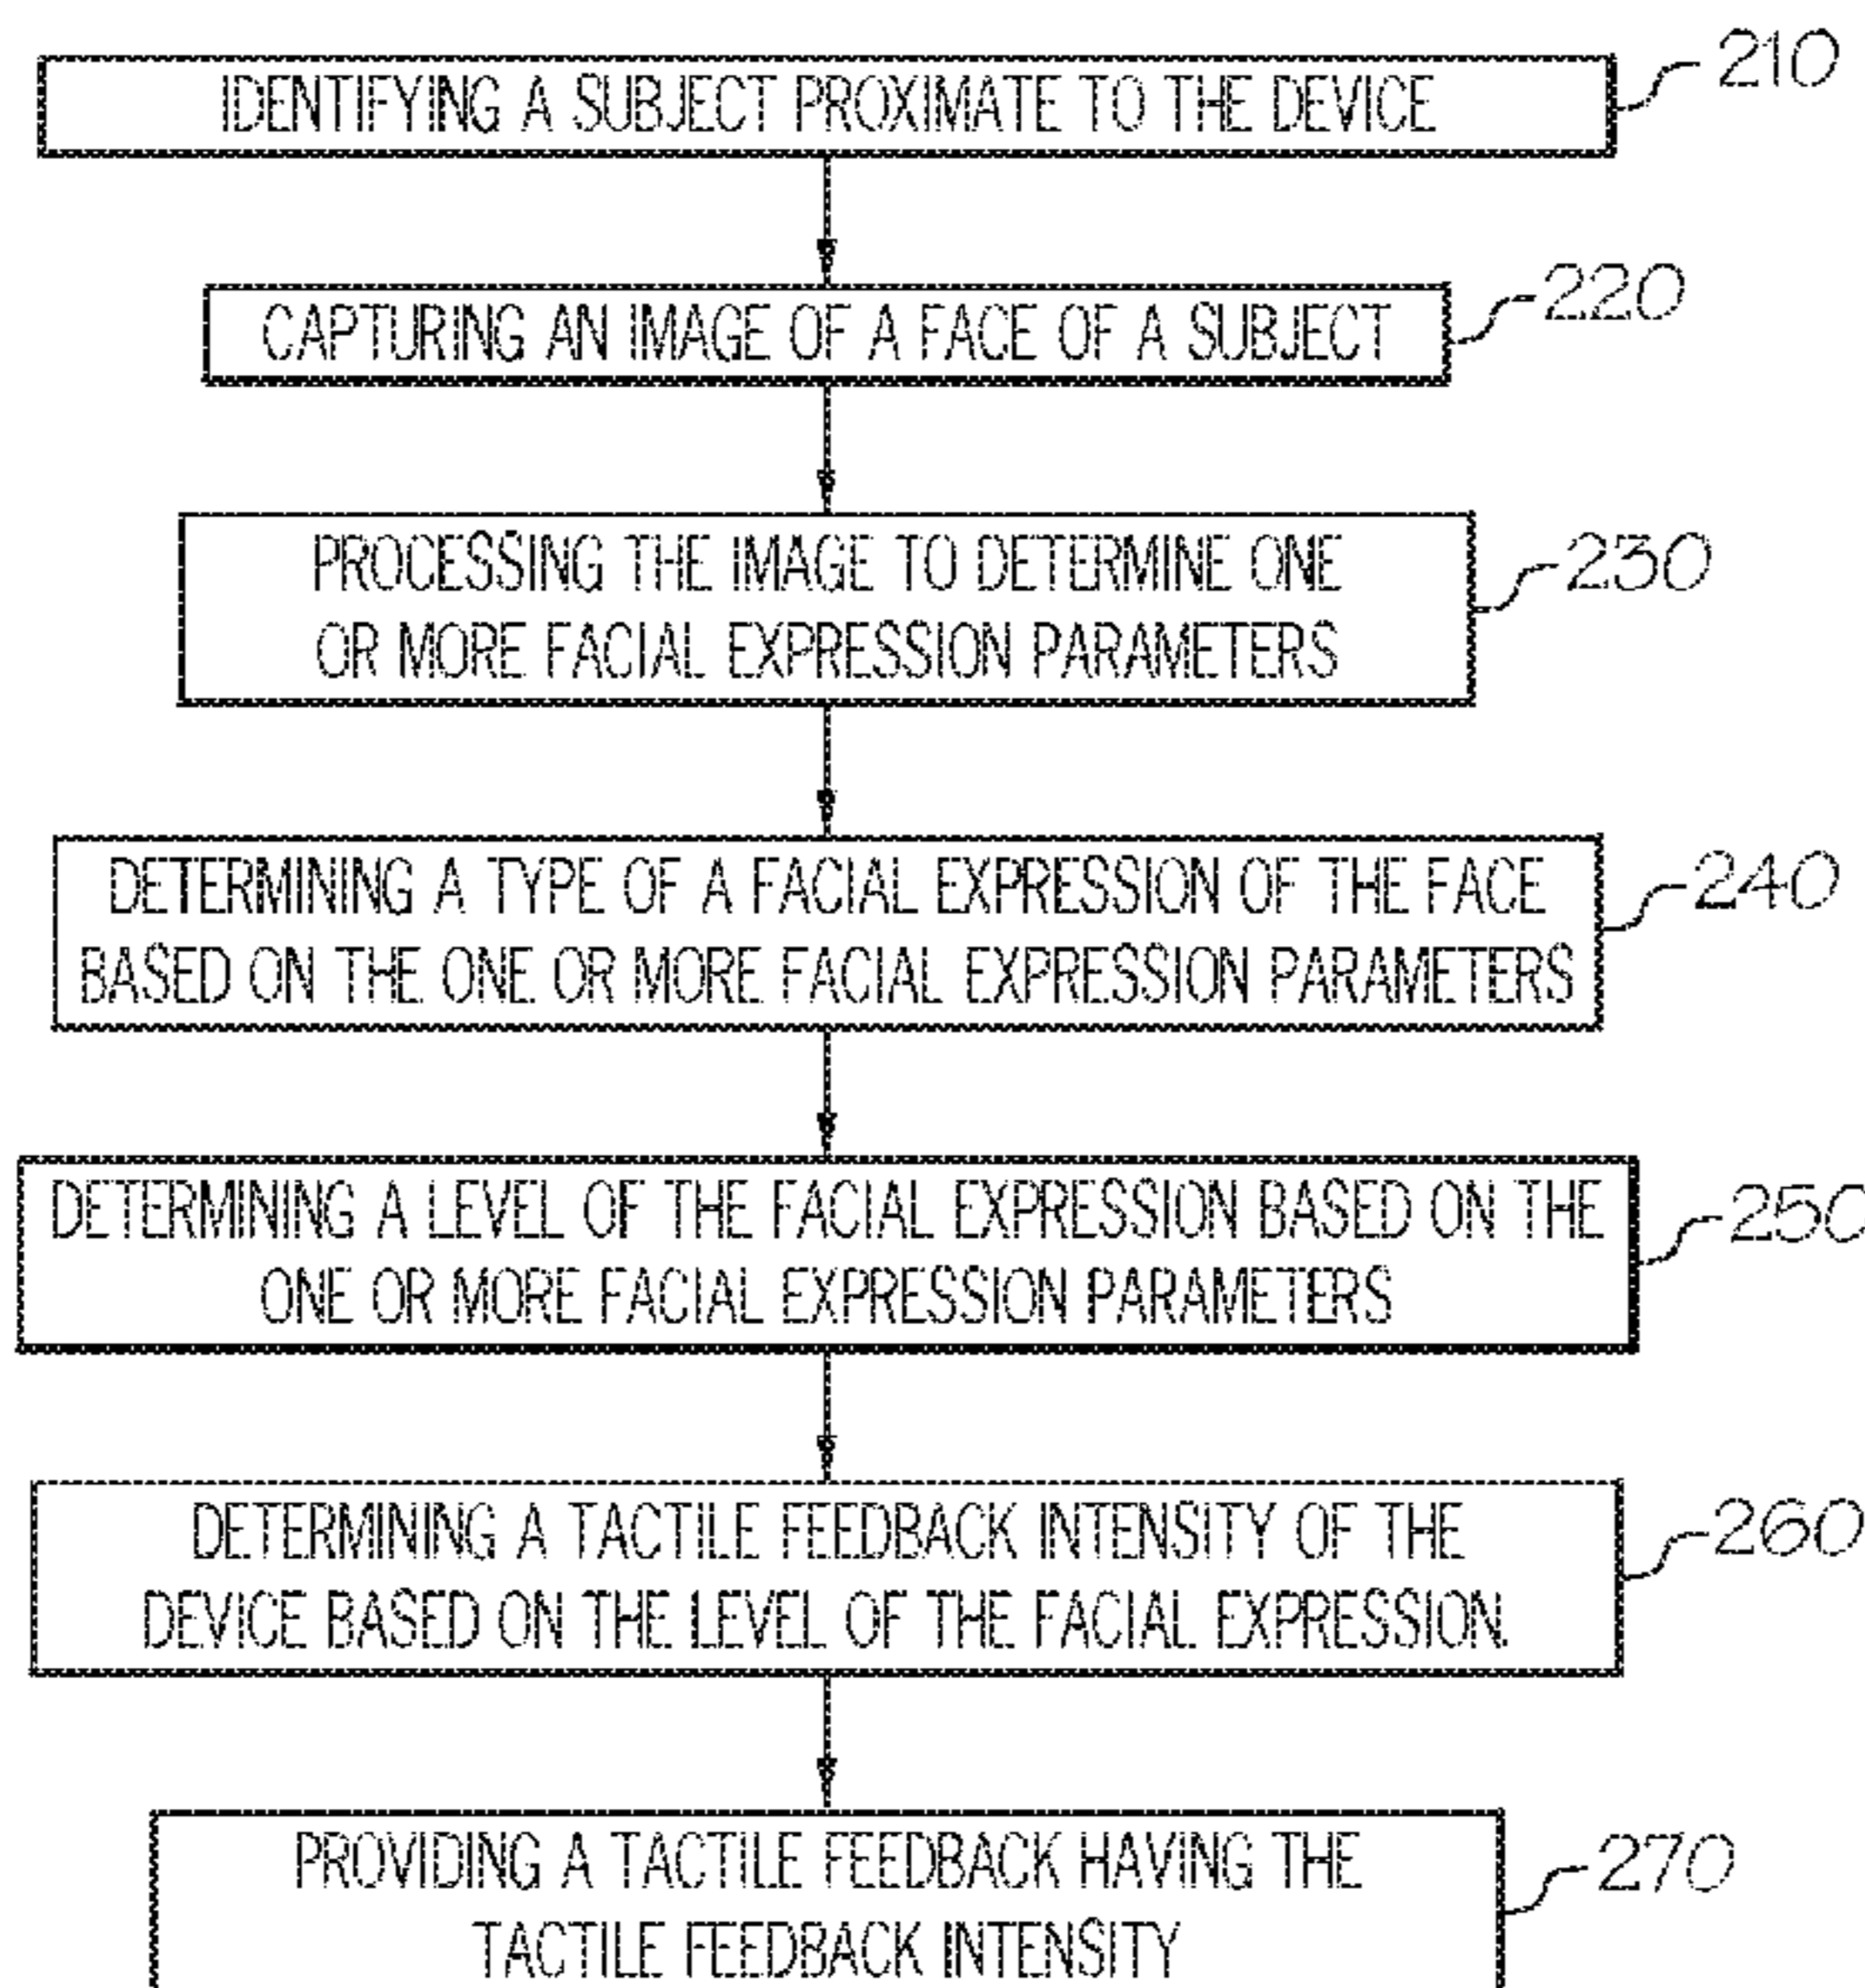 IDENTIFYING A SUBJECT PROXIMATE TO THE DEVICE
210
CAPTURING AN IMAGE OF A FACE OF A SUBJECT
220
PROCESSING THE IMAGE TO DETERMINE ONE
OR MORE FACIAL EXPRESSION PARAMETERS
230
DETERMINING A TYPE OF A FACIAL EXPRESSION OF THE FACE
BASED ON THE ONE OR MORE FACIAL EXPRESSION PARAMETERS
240
DETERMINING A LEVEL OF THE FACIAL EXPRESSION BASED ON THE
ONE OR MORE FACIAL EXPRESSION PARAMETERS
250
DETERMINING A TACTILE FEEDBACK INTENSITY OF THE
DEVICE BASED ON THE LEVEL OF THE FACIAL EXPRESSION.
260
PROVIDING A TACTILE FEEDBACK HAVING THE
TACTILE FEEDBACK INTENSITY
270